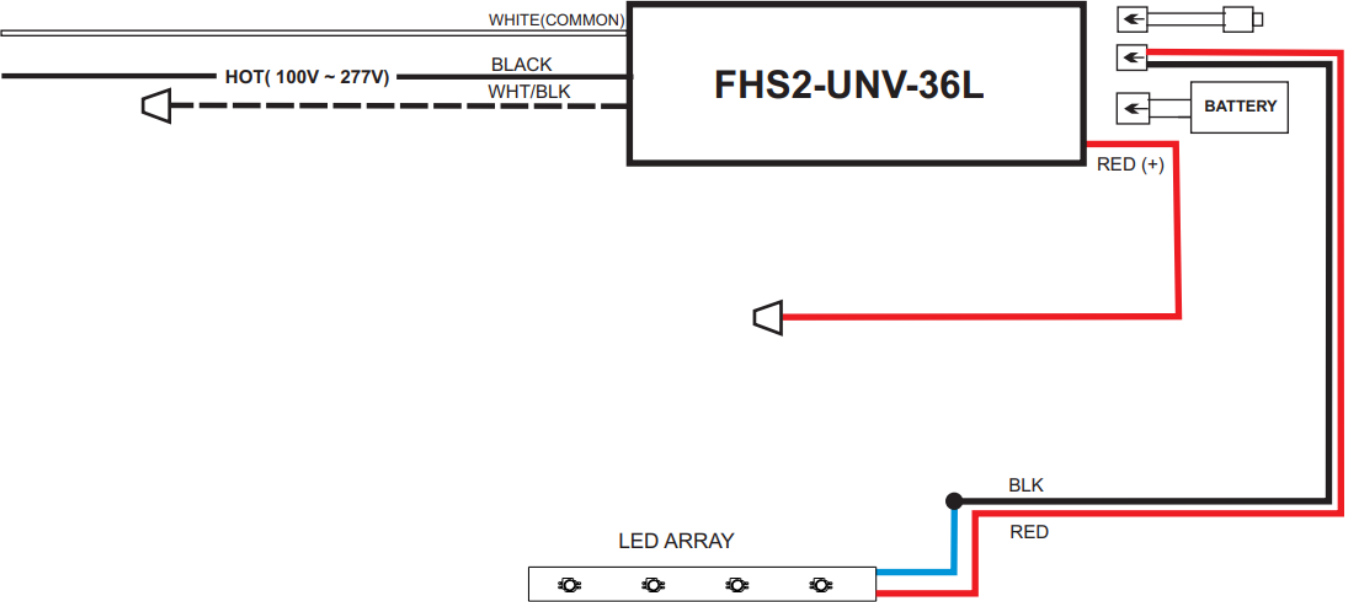 WHITE(COMMON)
HOT( 100V ~ 277V)
BLACK
WHT/BLK
FHS2-UNV-36L
BATTERY
RED (+)
BLK
RED
LED ARRAY